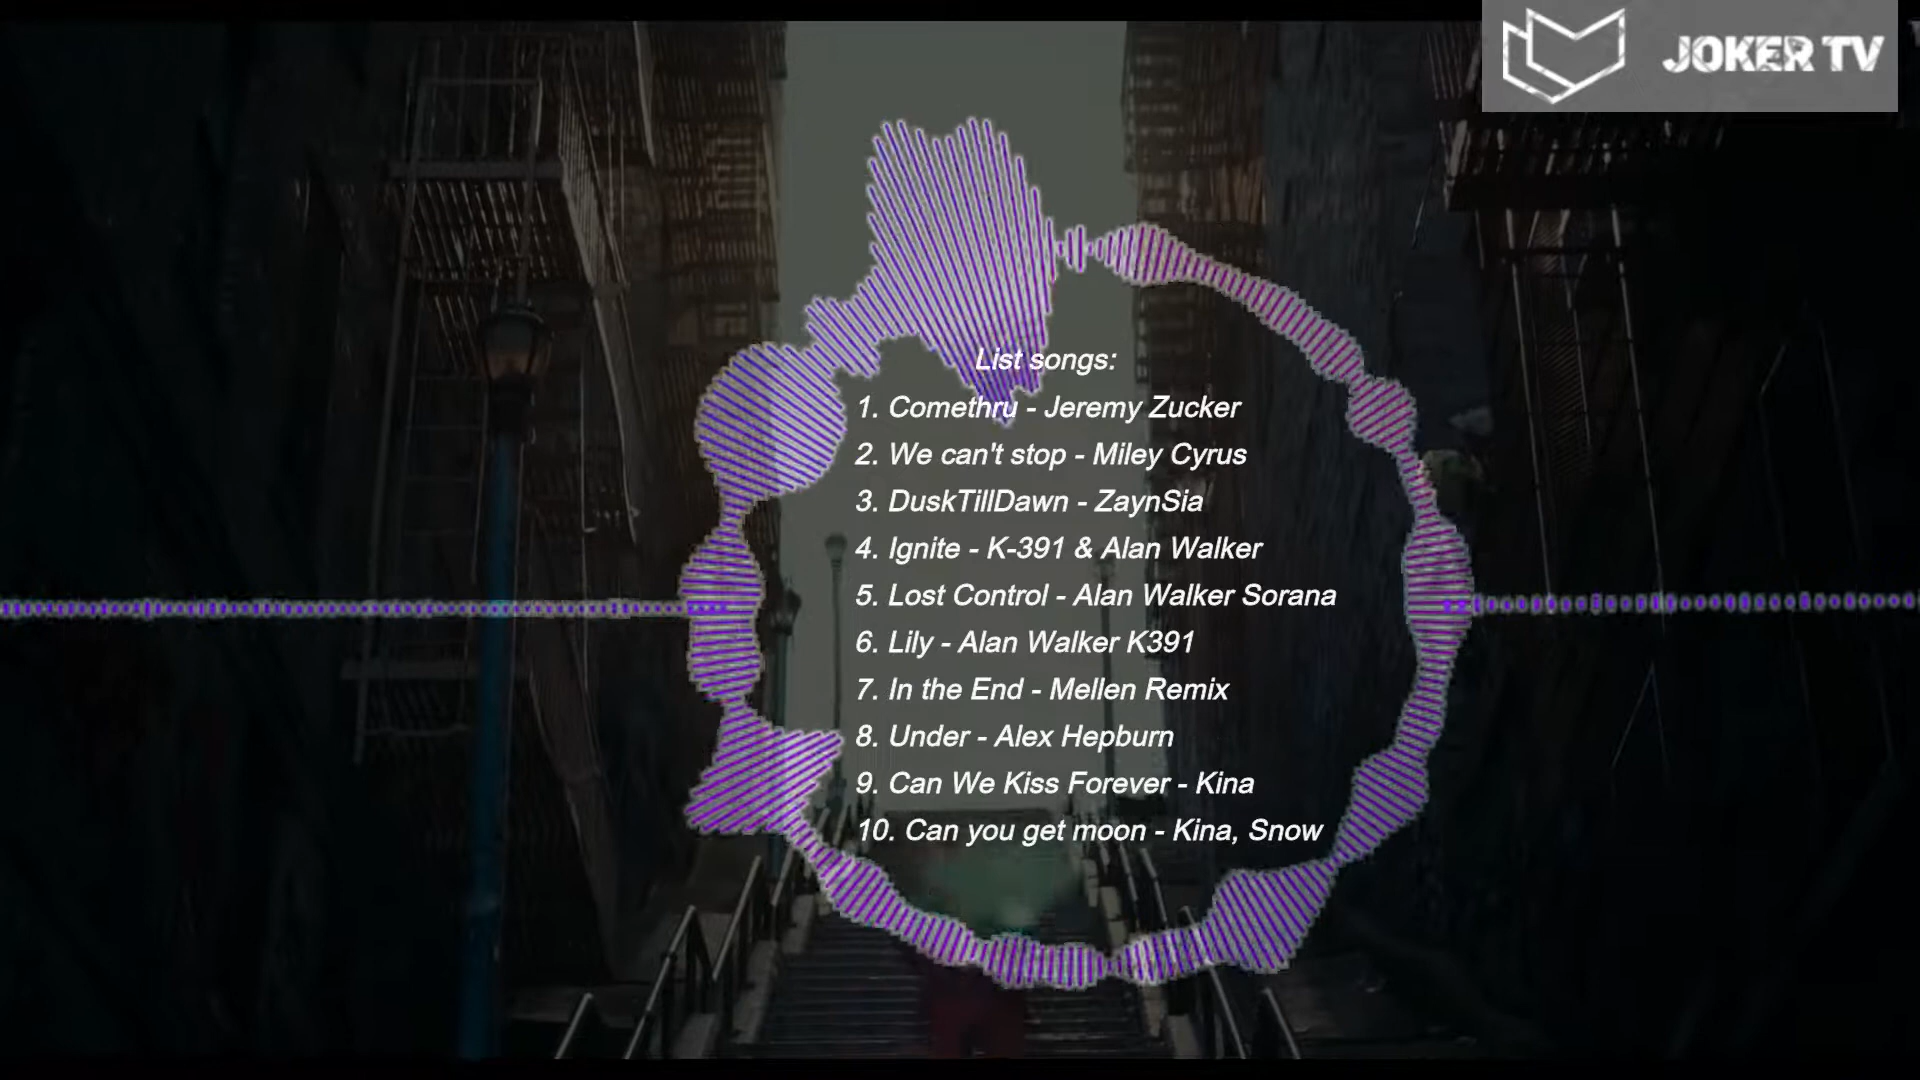 JOKER TV
List songs:
1. Comethru - Jeremy Zucker
2. We can't stop - Miley Cyrus
3. DuskTillDawn - ZaynSia
4. Ignite - K-391 & Alan Walker
5. Lost Control - Alan Walker Sorana
6. Lily - Alan Walker K391
7. In the End - Mellen Remix
8. Under - Alex Hepburn
9. Can We Kiss Forever - Kina
10. Can you get moon - Kina, Snow